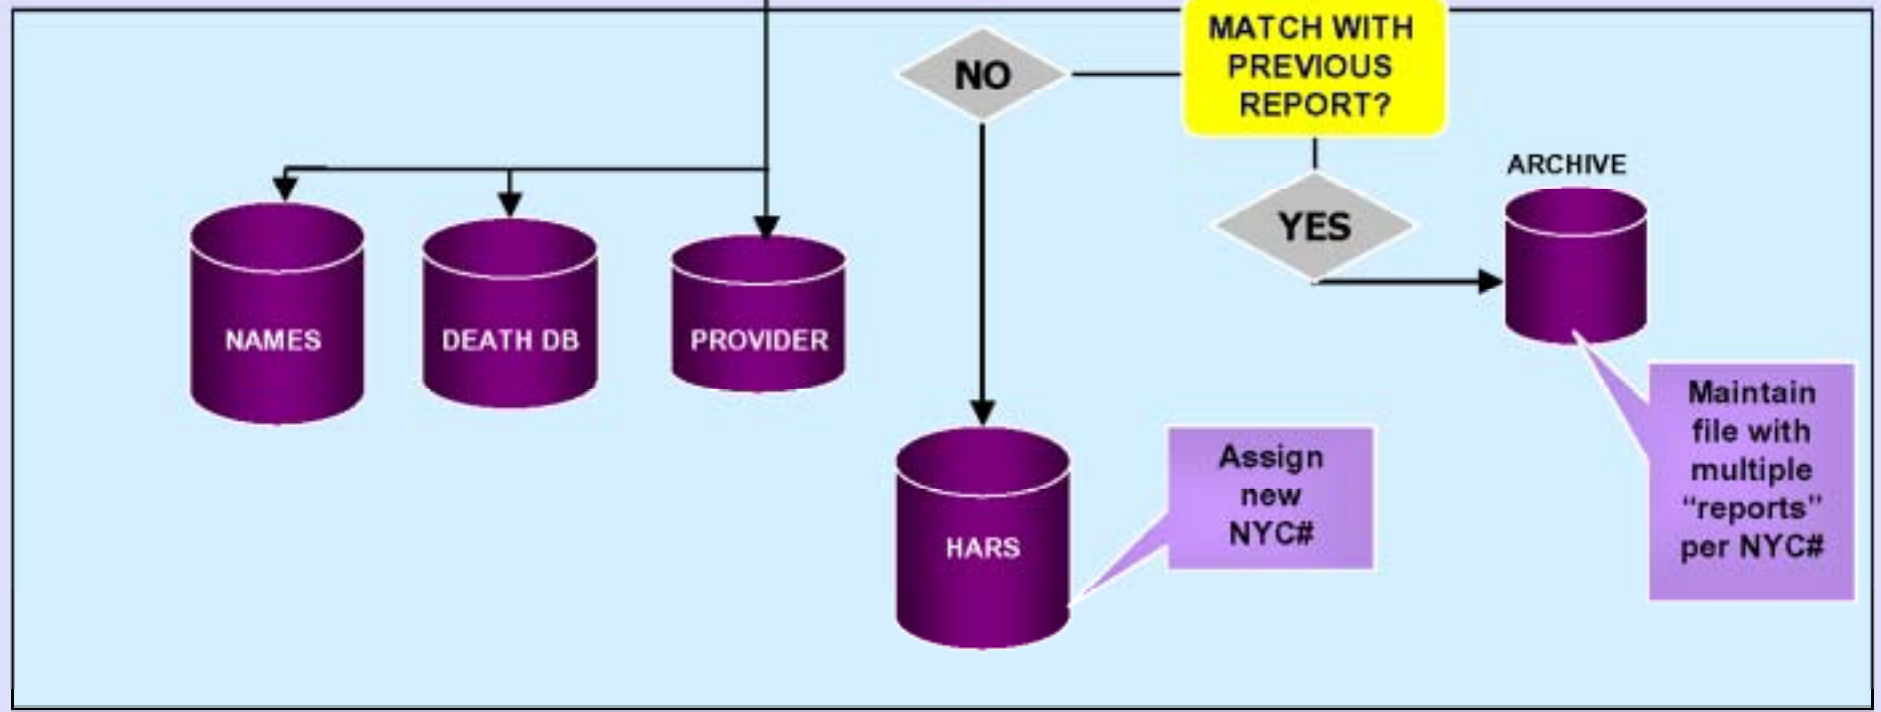 MATCH WITH
PREVIOUS
REPORT?
NO
YES
ARCHIVE
NAMES
DEATH DB
PROVIDER
Maintain
file with
multiple
“reports”
per NYC#
Assign
new
NYC#
HARS